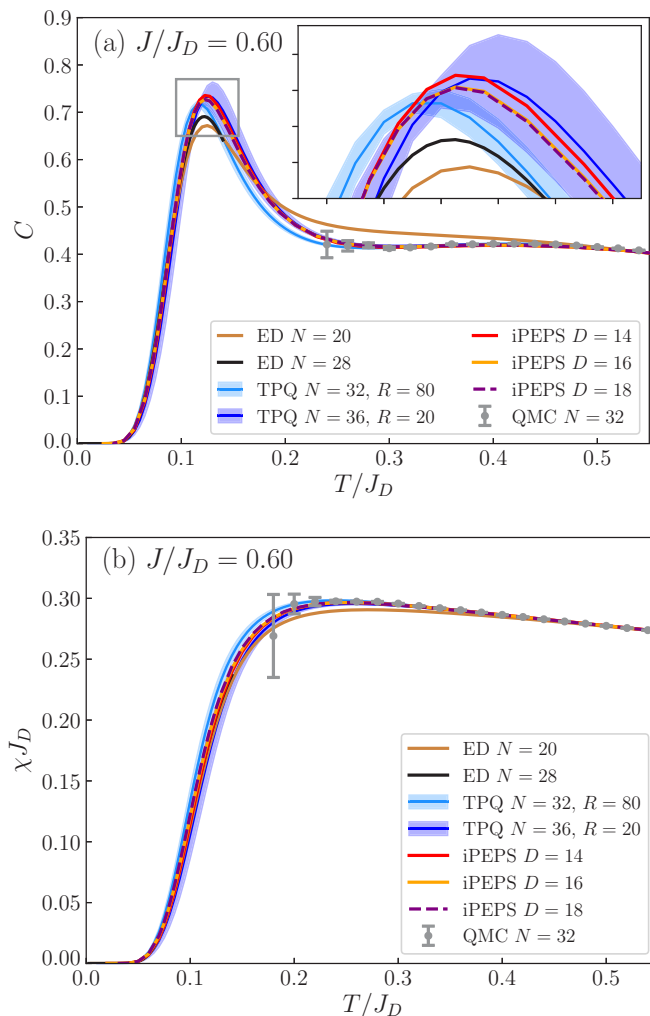 (a) J/J_D = 0.60
0.9
0.8
0.7
0.6
0.5
0.4
0.3
0.2
0.1
0.0
C
ED N = 20
ED N = 28
TPQ N = 32, R = 80
TPQ N = 36, R = 20
iPEPS D = 14
iPEPS D = 16
iPEPS D = 18
QMC N = 32
0.0 0.1 0.2 0.3 0.4 0.5
T/J_D
(b) J/J_D = 0.60
0.35
0.30
0.25
0.20
0.15
0.10
0.05
0.00
χJ_D
ED N = 20
ED N = 28
TPQ N = 32, R = 80
TPQ N = 36, R = 20
iPEPS D = 14
iPEPS D = 16
iPEPS D = 18
QMC N = 32
0.0 0.1 0.2 0.3 0.4 0.5
T/J_D